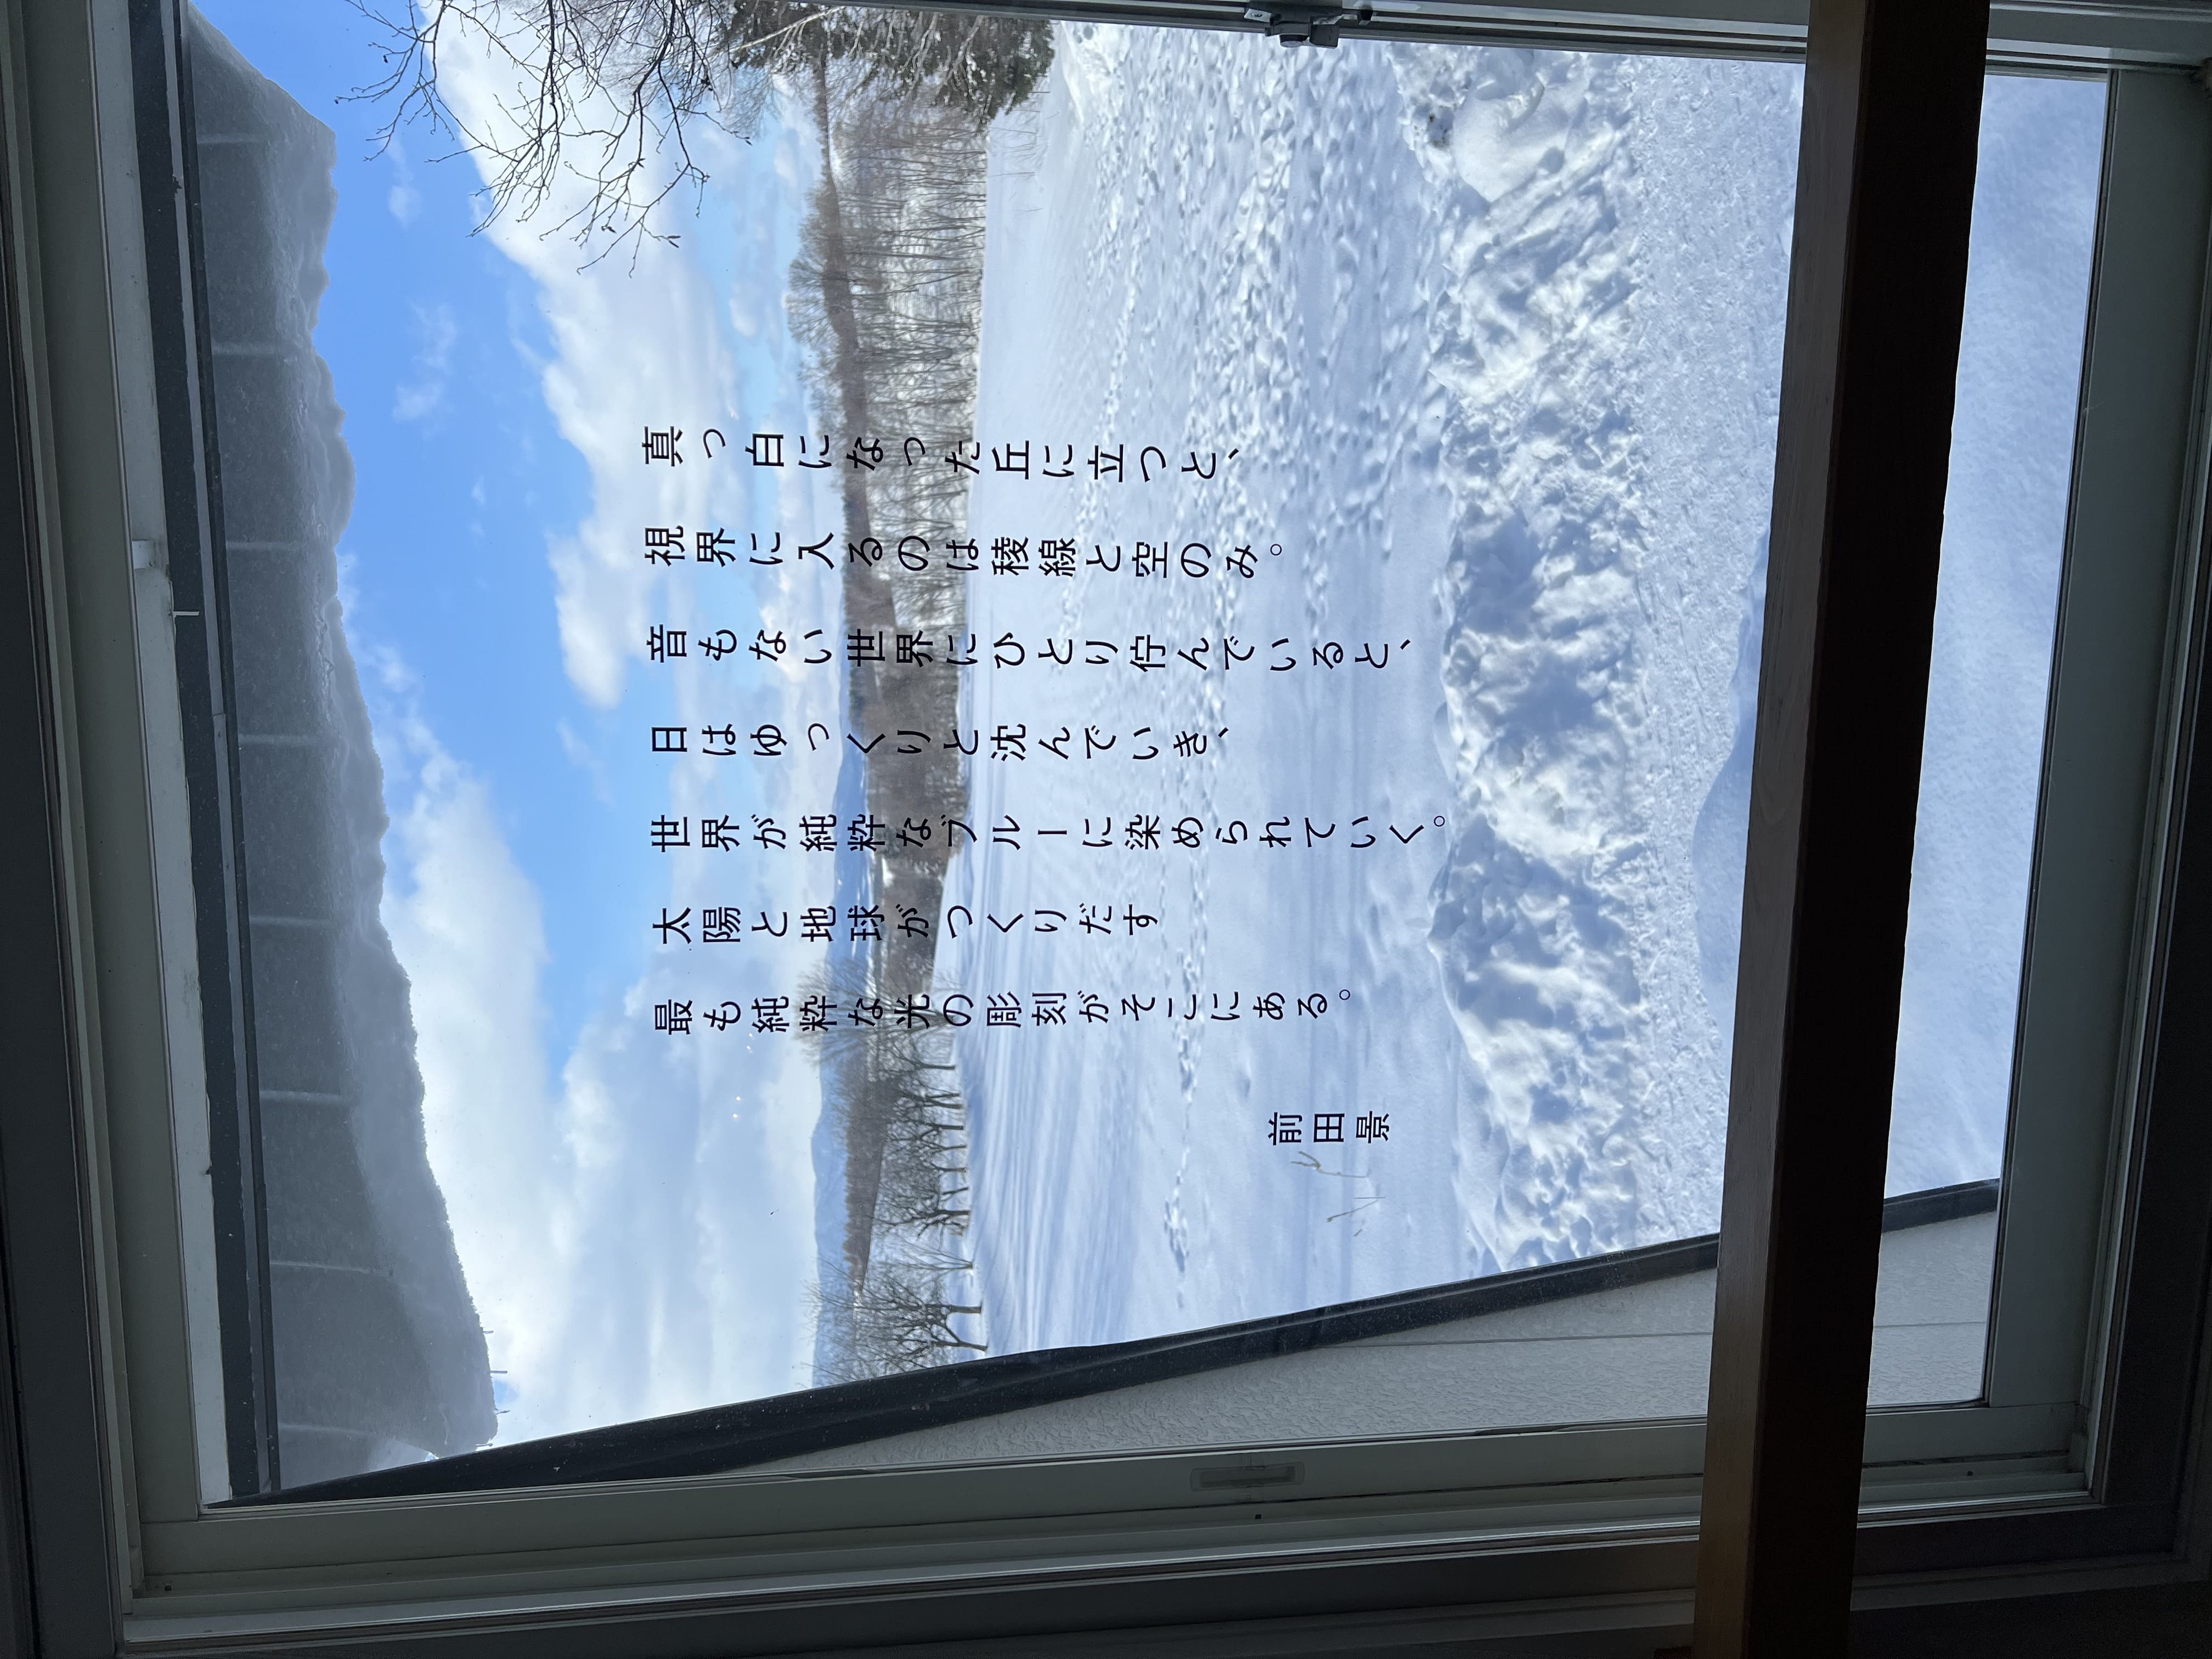 真っ白になった丘に立つと、
視界に入るのは稜線と空のみ。
音もない世界にひとり佇んでいると、
日はゆっくりと沈んでいき、
世界が純粋なブルーに染められていく。
太陽と地球がつくりだす
最も純粋な光の彫刻がそこにある。
前田景